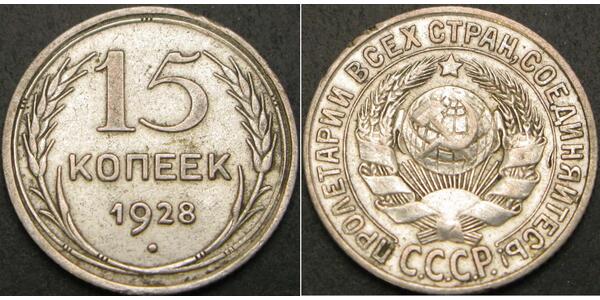 15
КОПЕЕК
1928
ПРОЛЕТАРИИ ВСЕХ СТРАН, СОЕДИНЯЙТЕСЬ!
С.С.С.Р.